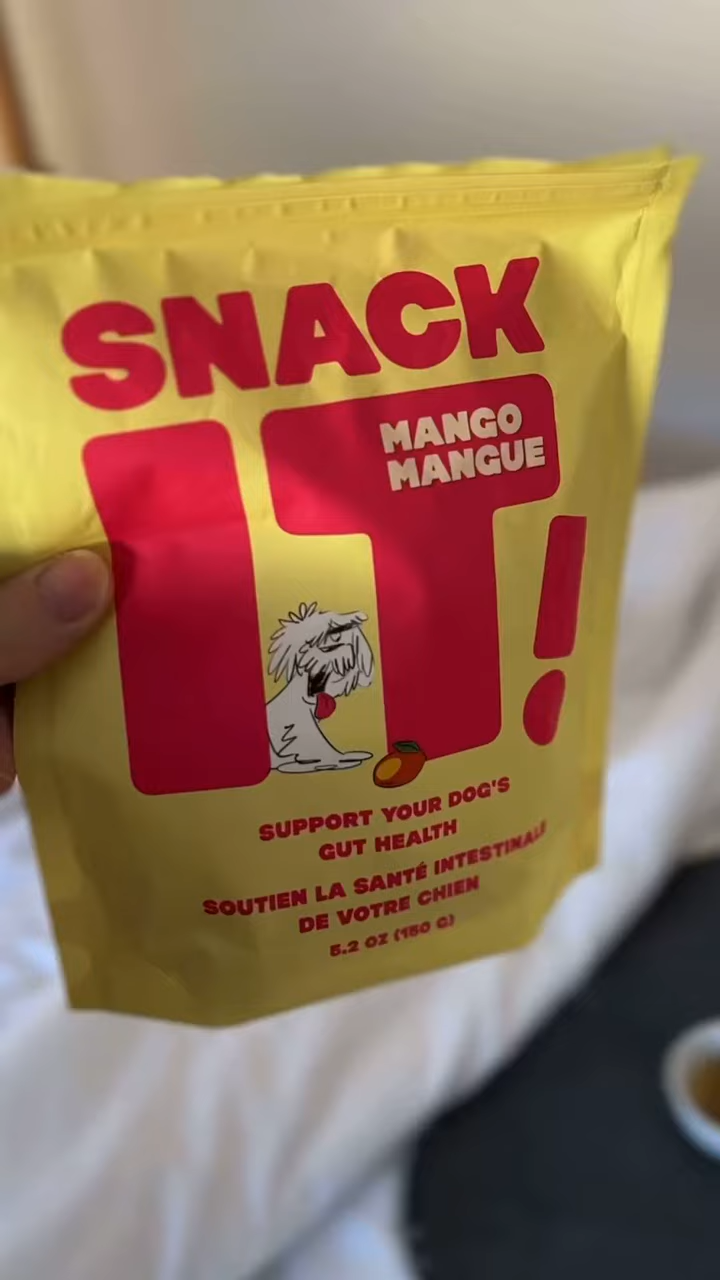 SNACK
IT!
MANGO
MANGUE
SUPPORT YOUR DOG'S
GUT HEALTH
SOUTIEN LA SANTÉ INTESTINALE
DE VOTRE CHIEN
5.2 OZ (150 G)